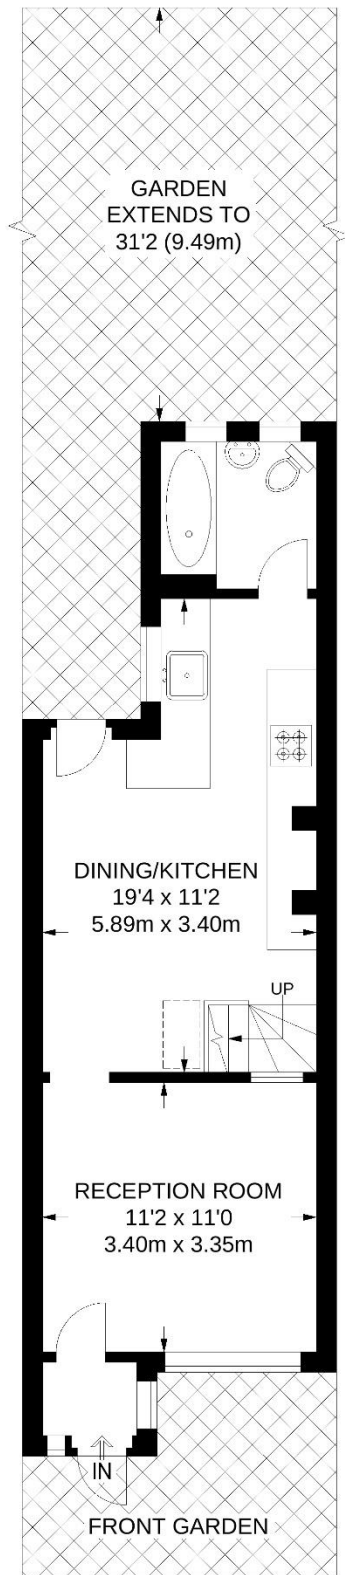 GARDEN
EXTENDS TO
31'2 (9.49m)
DINING/KITCHEN
19'4 x 11'2
5.89m x 3.40m
UP
RECEPTION ROOM
11'2 x 11'0
3.40m x 3.35m
IN
FRONT GARDEN